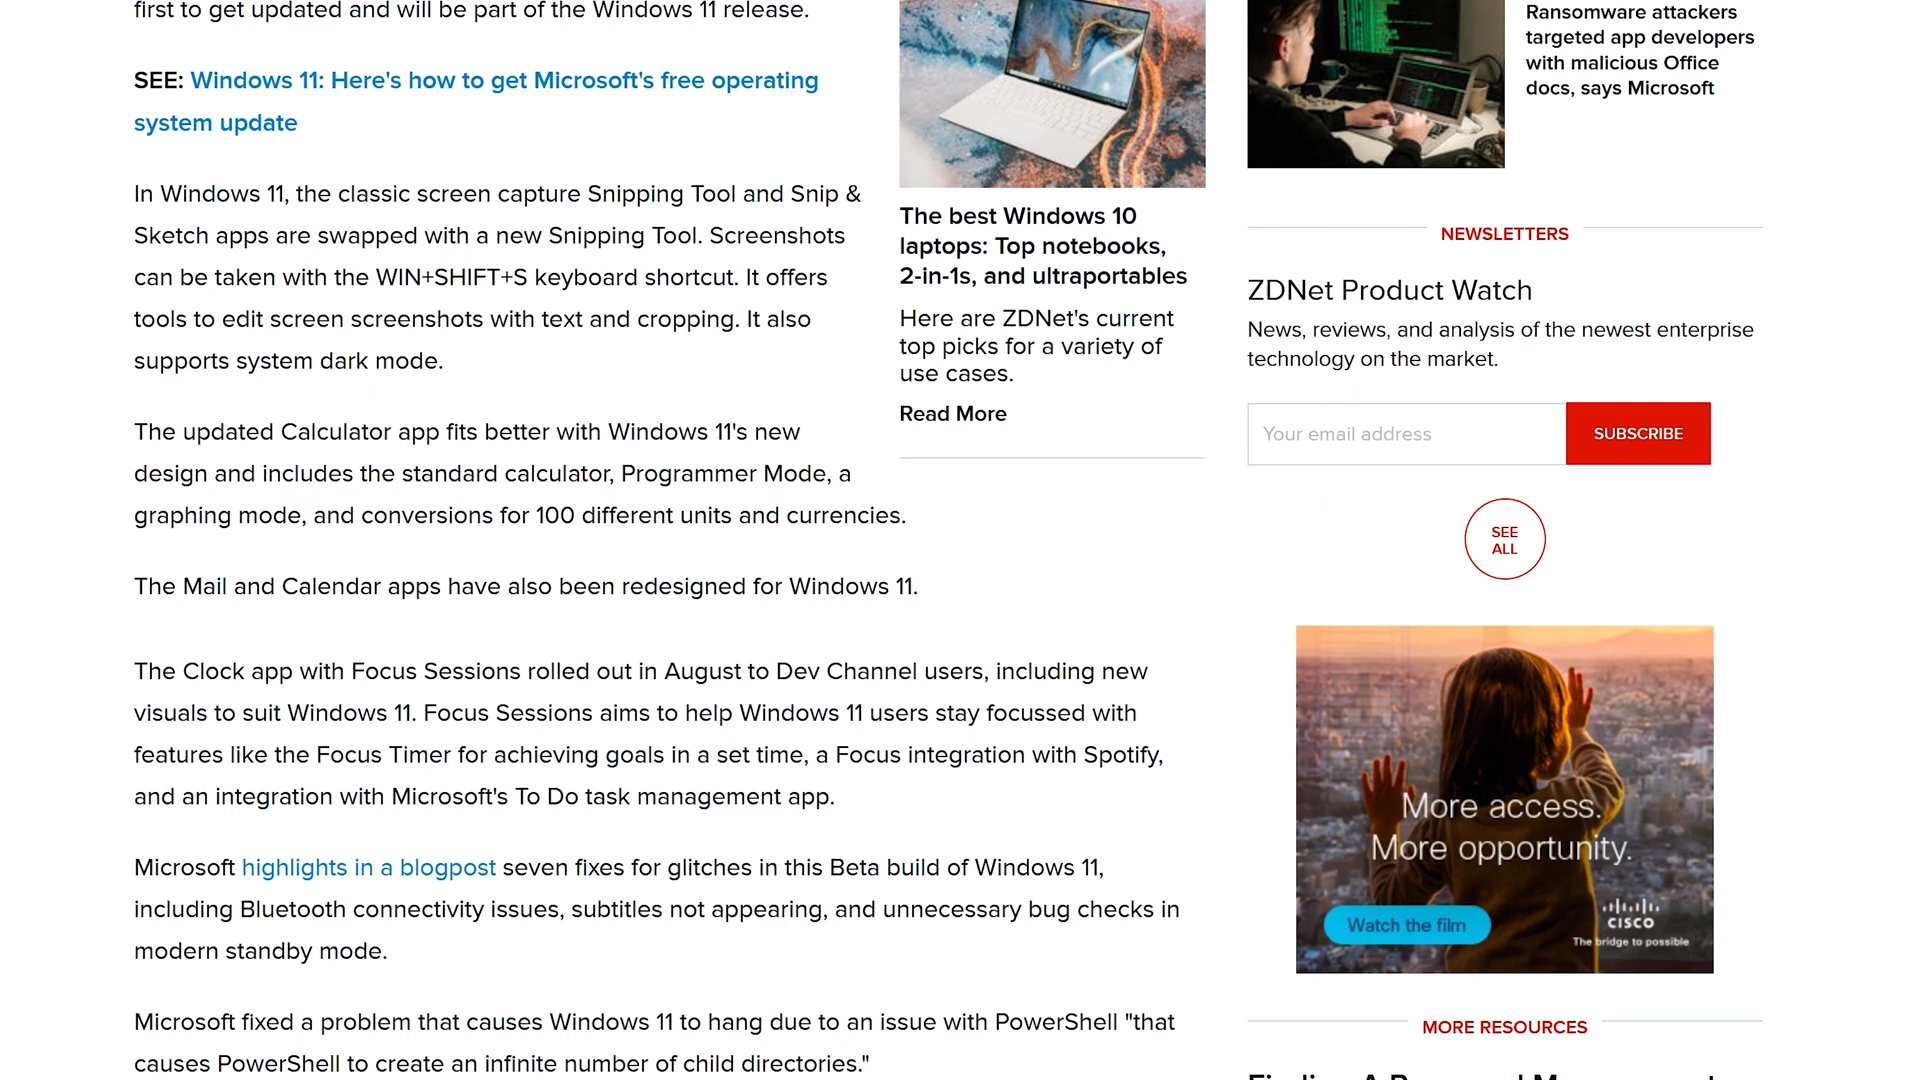 first to get updated and will be part of the Windows 11 release.
SEE: Windows 11: Here's how to get Microsoft's free operating
system update
In Windows 11, the classic screen capture Snipping Tool and Snip &
Sketch apps are swapped with a new Snipping Tool. Screenshots
can be taken with the WIN+SHIFT+S keyboard shortcut. It offers
tools to edit screen screenshots with text and cropping. It also
supports system dark mode.
The updated Calculator app fits better with Windows 11's new
design and includes the standard calculator, Programmer Mode, a
graphing mode, and conversions for 100 different units and currencies.
The Mail and Calendar apps have also been redesigned for Windows 11.
The Clock app with Focus Sessions rolled out in August to Dev Channel users, including new
visuals to suit Windows 11. Focus Sessions aims to help Windows 11 users stay focussed with
features like the Focus Timer for achieving goals in a set time, a Focus integration with Spotify,
and an integration with Microsoft's To Do task management app.
Microsoft highlights in a blogpost seven fixes for glitches in this Beta build of Windows 11,
including Bluetooth connectivity issues, subtitles not appearing, and unnecessary bug checks in
modern standby mode.
Microsoft fixed a problem that causes Windows 11 to hang due to an issue with PowerShell "that
causes PowerShell to create an infinite number of child directories."
The best Windows 10
laptops: Top notebooks,
2-in-1s, and ultraportables
Here are ZDNet's current
top picks for a variety of
use cases.
Read More
Ransomware attackers
targeted app developers
with malicious Office
docs, says Microsoft
NEWSLETTERS
ZDNet Product Watch
News, reviews, and analysis of the newest enterprise
technology on the market.
Your email address
SUBSCRIBE
SEE
ALL
More access.
More opportunity.
Watch the film
CISCO
The bridge to possible
MORE RESOURCES